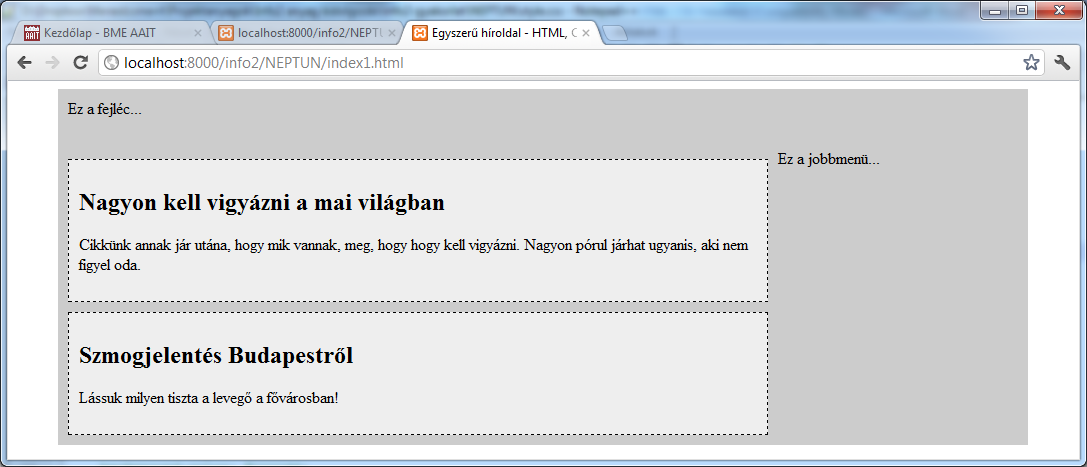 Kezdőlap - BME AAIT
localhost:8000/info2/NEPTU
Egyszerű híroldal - HTML, C
localhost:8000/info2/NEPTUN/index1.html
Ez a fejléc...
Ez a jobbmenü...
Nagyon kell vigyázni a mai világban
Cikkünk annak jár utána, hogy mik vannak, meg, hogy hogy kell vigyázni. Nagyon pórul járhat ugyanis, aki nem
figyel oda.
Szmogjelentés Budapestről
Lássuk milyen tiszta a levegő a fővárosban!